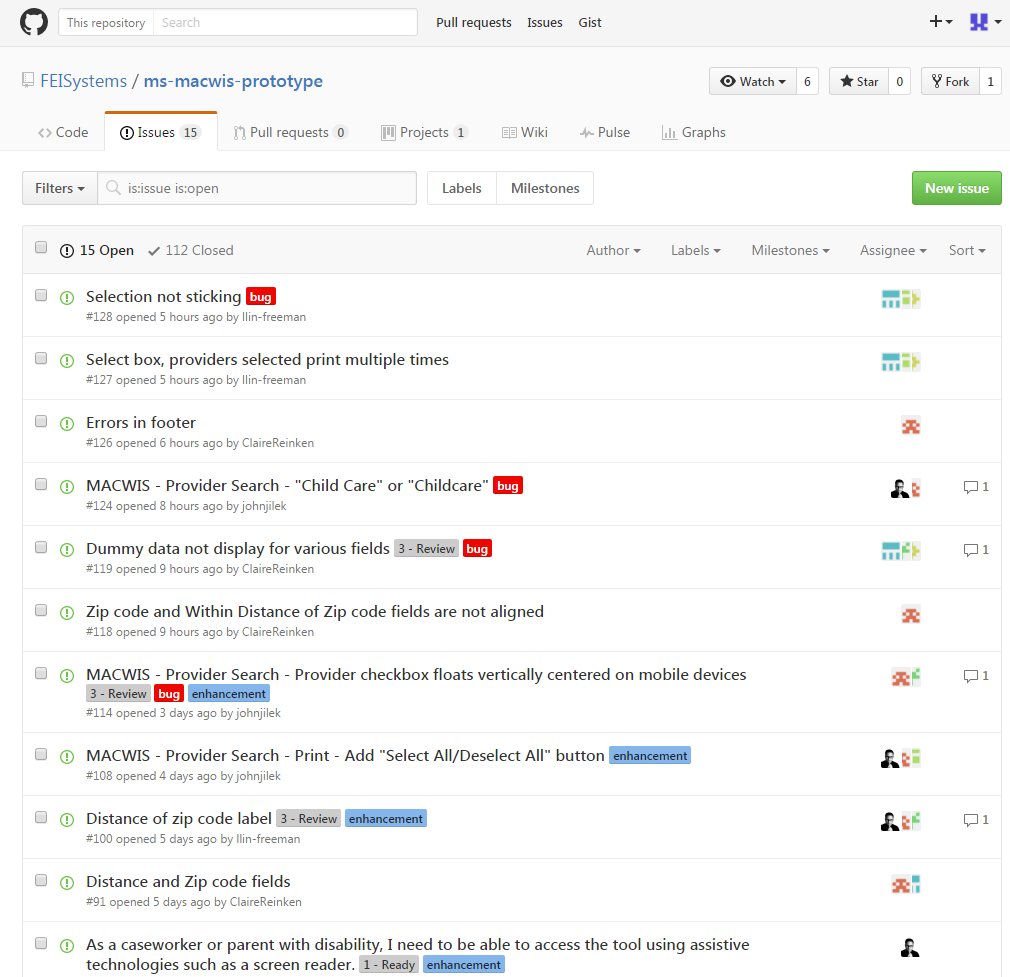 This repository Search Pull requests Issues Gist
FEISystems / ms-macwis-prototype Watch 6 Star 0 Fork 1
Code Issues 15 Pull requests 0 Projects 1 Wiki Pulse Graphs
Filters is:issue is:open Labels Milestones New issue
15 Open 112 Closed Author Labels Milestones Assignee Sort
Selection not sticking bug
#128 opened 5 hours ago by llin-freeman
Select box, providers selected print multiple times
#127 opened 5 hours ago by llin-freeman
Errors in footer
#126 opened 6 hours ago by ClaireReinken
MACWIS - Provider Search - "Child Care" or "Childcare" bug 1
#124 opened 8 hours ago by johnjilek
Dummy data not display for various fields 3 - Review bug 1
#119 opened 9 hours ago by ClaireReinken
Zip code and Within Distance of Zip code fields are not aligned
#118 opened 9 hours ago by ClaireReinken
MACWIS - Provider Search - Provider checkbox floats vertically centered on mobile devices 1
3 - Review bug enhancement
#114 opened 3 days ago by johnjilek
MACWIS - Provider Search - Print - Add "Select All/Deselect All" button enhancement
#108 opened 4 days ago by johnjilek
Distance of zip code label 3 - Review enhancement 1
#100 opened 5 days ago by llin-freeman
Distance and Zip code fields
#91 opened 5 days ago by ClaireReinken
As a caseworker or parent with disability, I need to be able to access the tool using assistive
technologies such as a screen reader. 1 - Ready enhancement